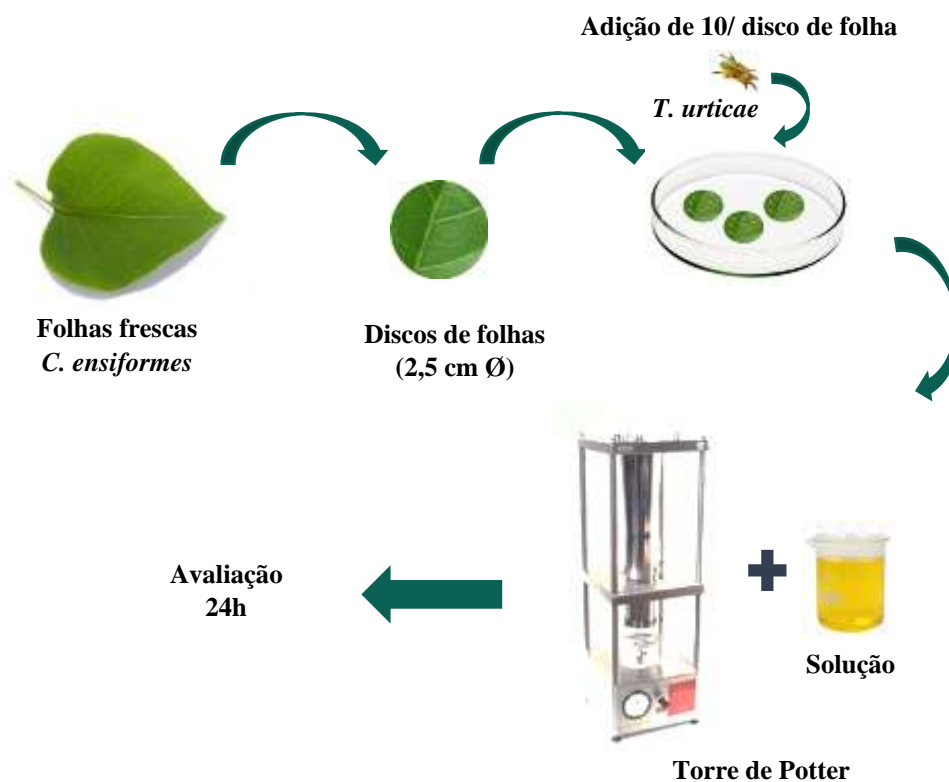 Adição de 10/ disco de folha
T. urticae
Folhas frescas
C. ensiformes
Discos de folhas
(2,5 cm Ø)
Avaliação
24h
Solução
Torre de Potter